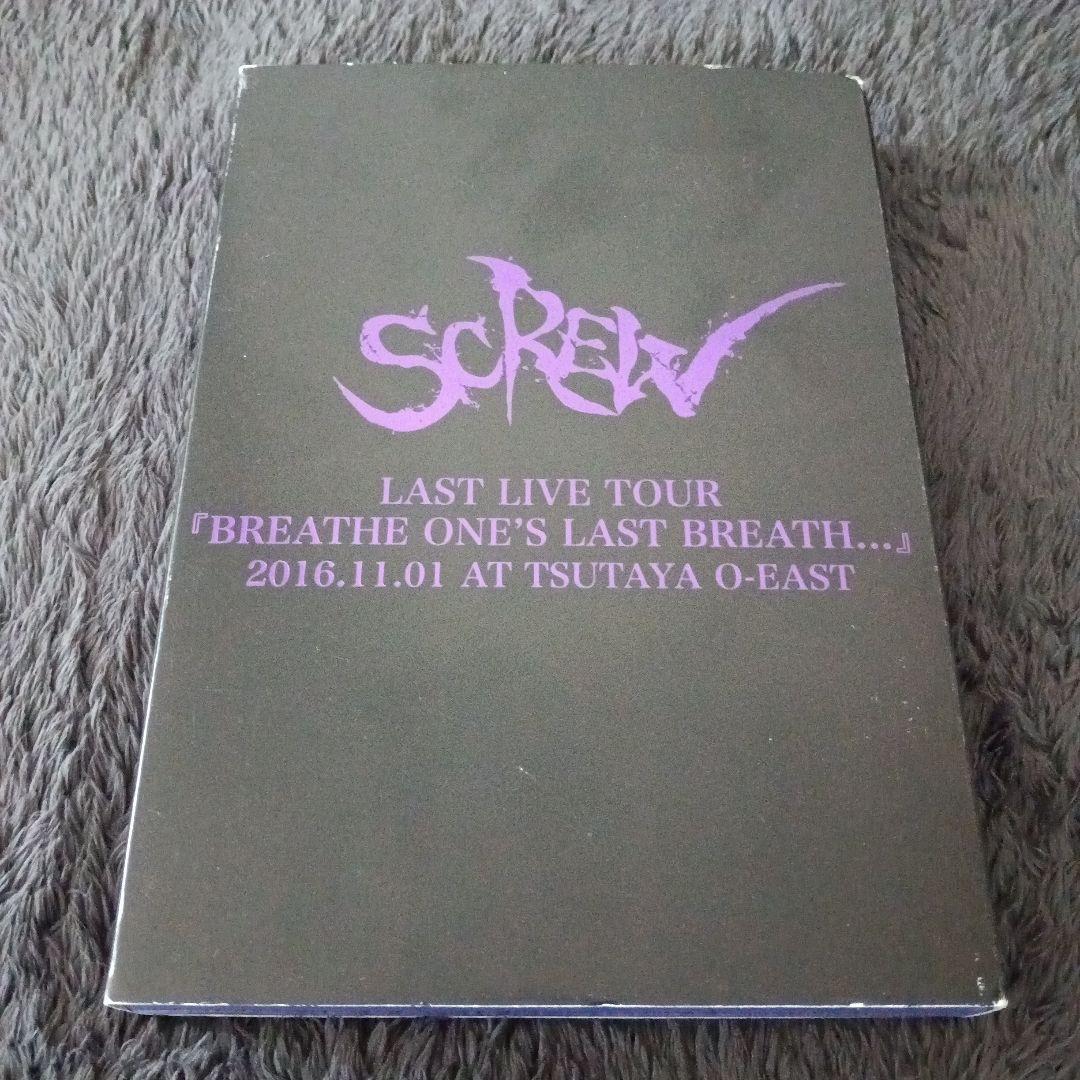 SCREW
LAST LIVE TOUR
『BREATHE ONE'S LAST BREATH...』
2016.11.01 AT TSUTAYA O-EAST